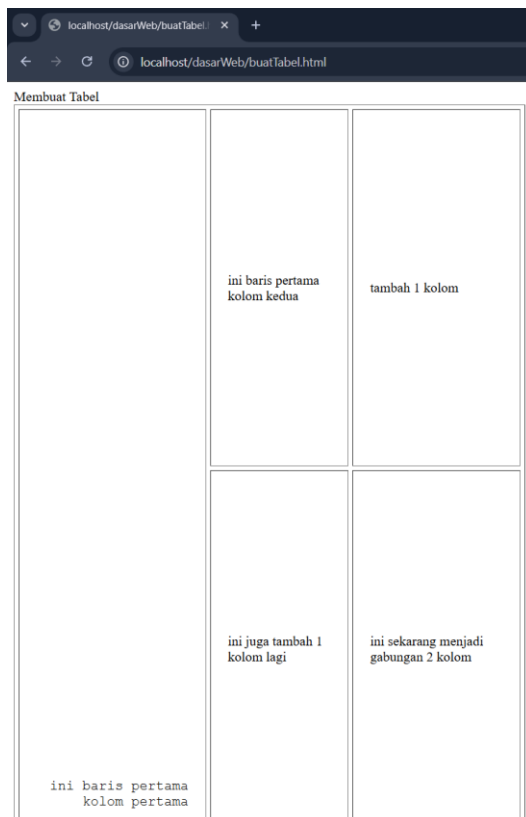 localhost/dasarWeb/buatTabel.
localhost/dasarWeb/buatTabel.html
Membuat Tabel
ini baris pertama
kolom kedua
tambah 1 kolom
ini juga tambah 1
kolom lagi
ini sekarang menjadi
gabungan 2 kolom
ini baris pertama
kolom pertama